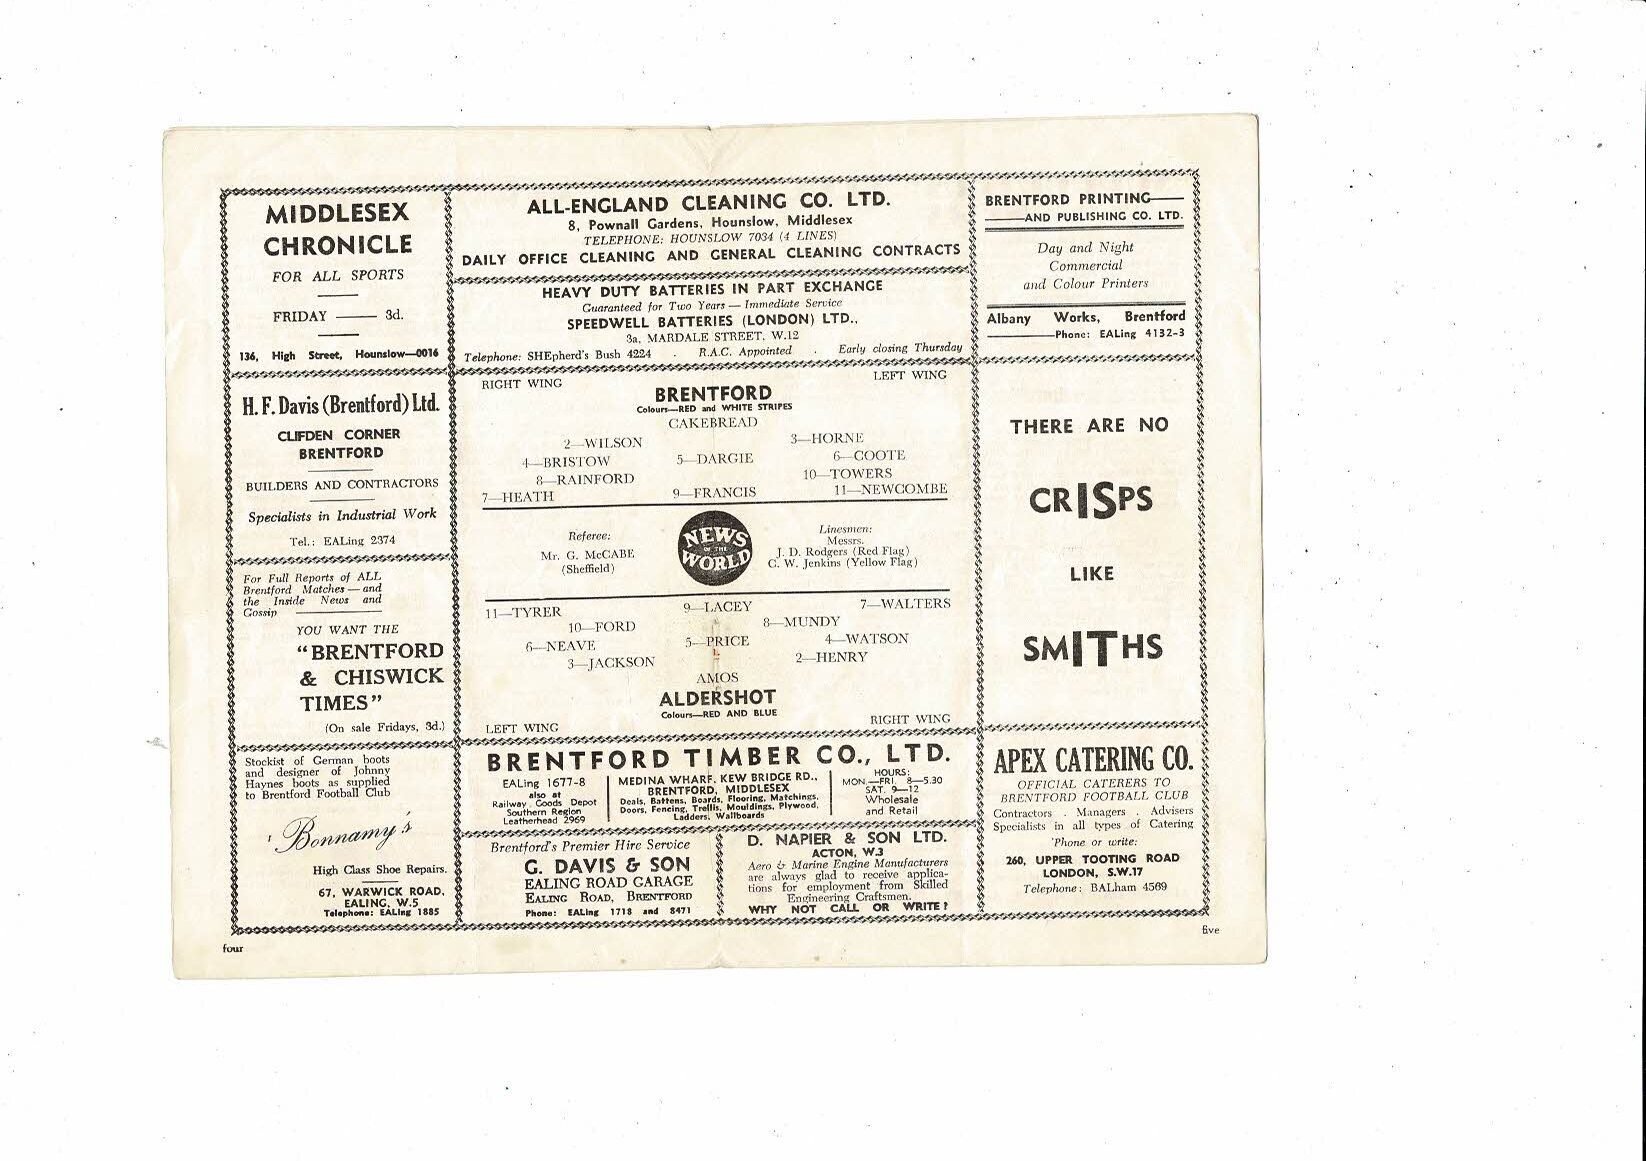 MIDDLESEX
CHRONICLE
FOR ALL SPORTS
FRIDAY —— 3d.
136, High Street, Hounslow—0016
H. F. Davis (Brentford) Ltd.
CLIFDEN CORNER
BRENTFORD
BUILDERS AND CONTRACTORS
Specialists in Industrial Work
Tel.: EALing 2374
For Full Reports of ALL
Brentford Matches — and
the Inside News and
Gossip
YOU WANT THE
"BRENTFORD
& CHISWICK
TIMES"
(On sale Fridays, 3d.)
Stockist of German boots
and designer of Johnny
Haynes boots as supplied
to Brentford Football Club
Bonnamy's
High Class Shoe Repairs.
67, WARWICK ROAD,
EALING, W.5
Telephone: EALing 1885
four
ALL-ENGLAND CLEANING CO. LTD.
8, Pownall Gardens, Hounslow, Middlesex
TELEPHONE: HOUNSLOW 7034 (4 LINES)
DAILY OFFICE CLEANING AND GENERAL CLEANING CONTRACTS
HEAVY DUTY BATTERIES IN PART EXCHANGE
Guaranteed for Two Years — Immediate Service
SPEEDWELL BATTERIES (LONDON) LTD.,
3a, MARDALE STREET, W.12
Telephone: SHEpherd's Bush 4224 . R.A.C. Appointed . Early closing Thursday
RIGHT WING LEFT WING
BRENTFORD
Colours—RED and WHITE STRIPES
CAKEBREAD
2—WILSON 3—HORNE
4—BRISTOW 5—DARGIE 6—COOTE
8—RAINFORD 10—TOWERS
7—HEATH 9—FRANCIS 11—NEWCOMBE
Referee:
Mr. G. McCABE
(Sheffield)
NEWS
OF THE
WORLD
Linesmen:
Messrs.
J. D. Rodgers (Red Flag)
C. W. Jenkins (Yellow Flag)
11—TYRER 9—LACEY 7—WALTERS
10—FORD 8—MUNDY
6—NEAVE 5—PRICE 4—WATSON
3—JACKSON 2—HENRY
AMOS
ALDERSHOT
Colours—RED AND BLUE
LEFT WING RIGHT WING
BRENTFORD TIMBER CO., LTD.
EALing 1677-8
also at
Railway Goods Depot
Southern Region
Leatherhead 2969
MEDINA WHARF, KEW BRIDGE RD.,
BRENTFORD, MIDDLESEX
Deals, Battens, Boards, Flooring, Matchings,
Doors, Fencing, Trellis, Mouldings, Plywood,
Ladders, Wallboards
HOURS:
MON.—FRI. 8—5.30
SAT. 9—12
Wholesale
and Retail
Brentford's Premier Hire Service
G. DAVIS & SON
EALING ROAD GARAGE
EALING ROAD, BRENTFORD
Phone: EALing 1718 and 8471
D. NAPIER & SON LTD.
ACTON, W.3
Aero & Marine Engine Manufacturers
are always glad to receive applica-
tions for employment from Skilled
Engineering Craftsmen.
WHY NOT CALL OR WRITE?
BRENTFORD PRINTING——
——AND PUBLISHING CO. LTD.
Day and Night
Commercial
and Colour Printers
Albany Works, Brentford
——Phone: EALing 4132-3
THERE ARE NO
CRISPS
LIKE
SMITHS
APEX CATERING CO.
OFFICIAL CATERERS TO
BRENTFORD FOOTBALL CLUB
Contractors . Managers . Advisers
Specialists in all types of Catering
'Phone or write:
260, UPPER TOOTING ROAD
LONDON, S.W.17
Telephone: BALham 4569
five